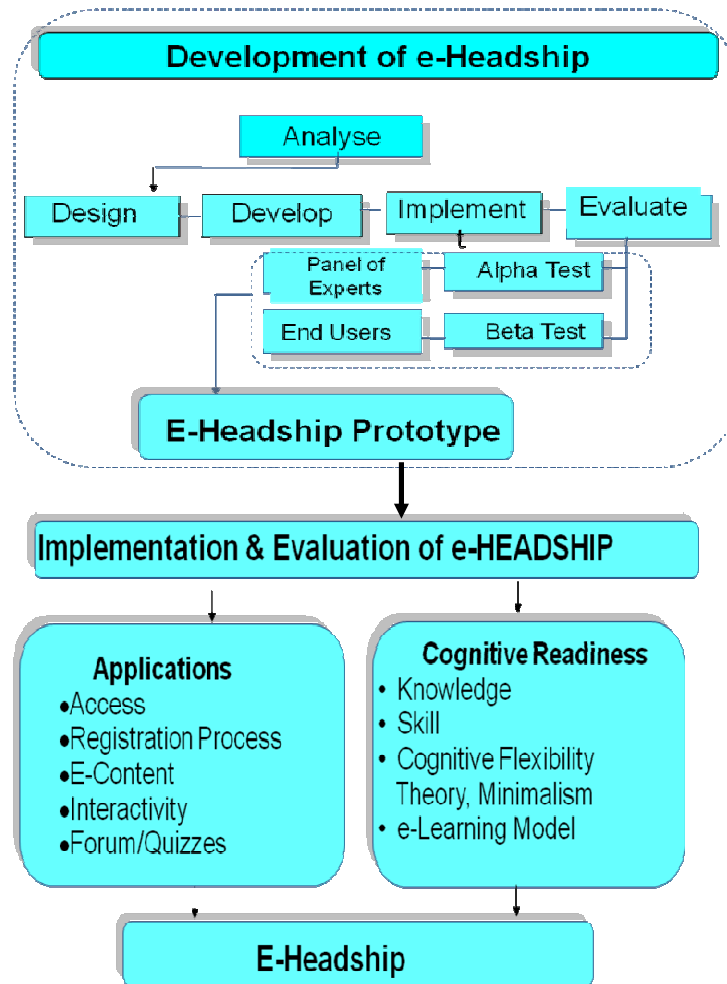 Development of e-Headship
Analyse
Design
Develop
Implement
t
Evaluate
Panel of
Experts
Alpha Test
End Users
Beta Test
E-Headship Prototype
Implementation & Evaluation of e-HEADSHIP
Applications
•Access
•Registration Process
•E-Content
•Interactivity
•Forum/Quizzes
Cognitive Readiness
• Knowledge
• Skill
• Cognitive Flexibility
Theory, Minimalism
• e-Learning Model
E-Headship